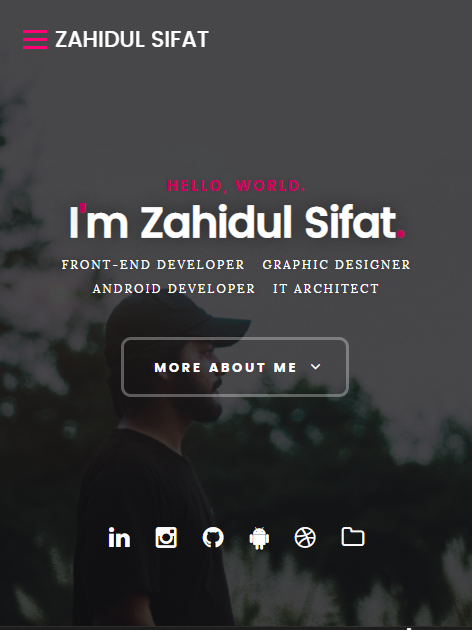 ZAHIDUL SIFAT
HELLO, WORLD.
I'm Zahidul Sifat.
FRONT-END DEVELOPER GRAPHIC DESIGNER
ANDROID DEVELOPER IT ARCHITECT
MORE ABOUT ME